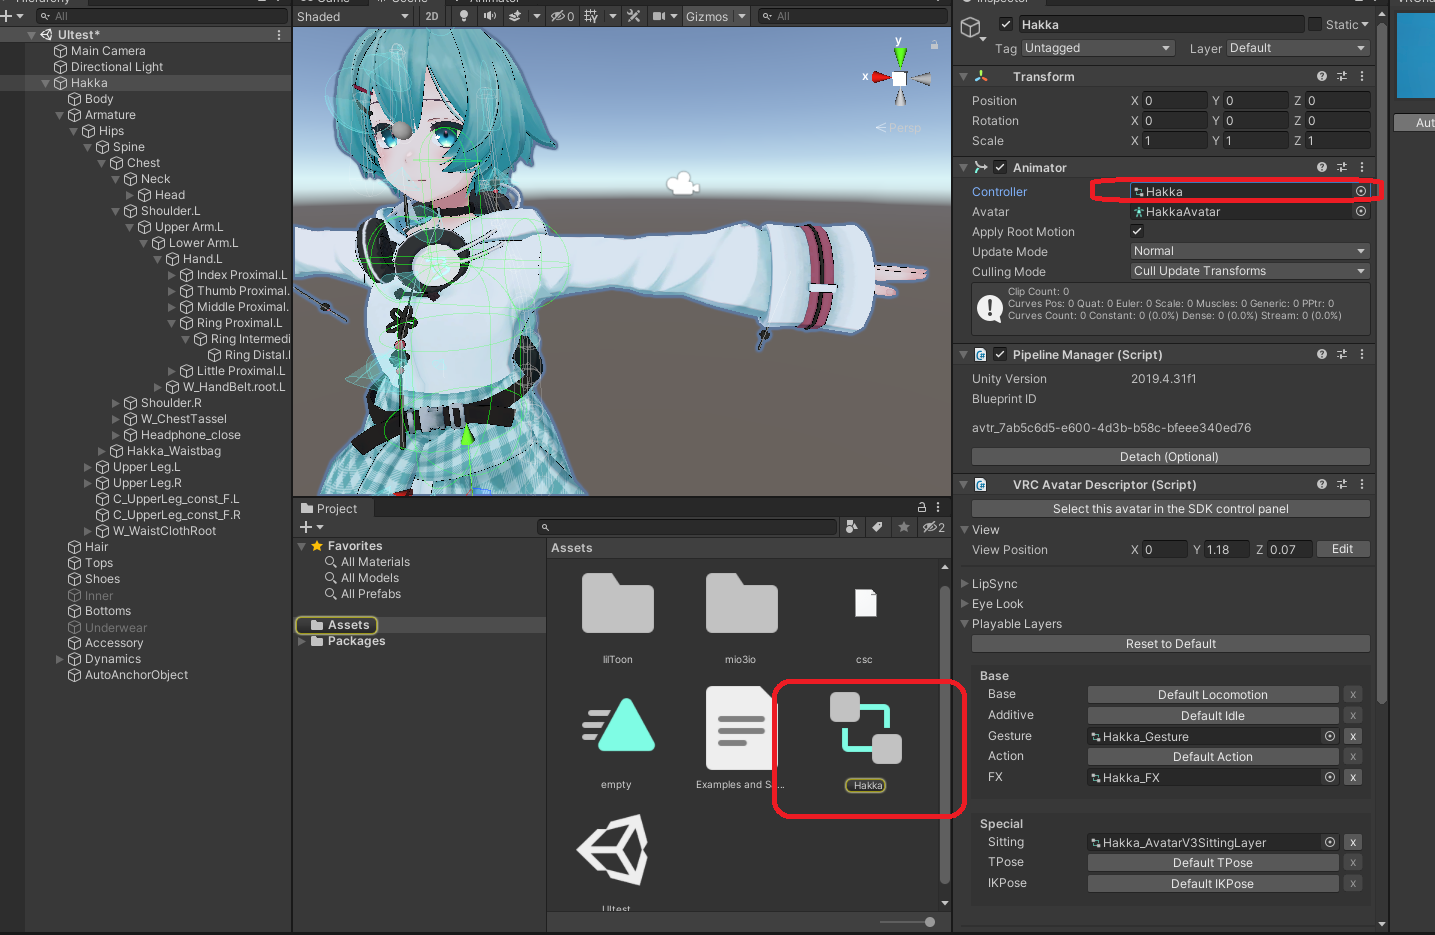 Hierarchy
All
UItest*
Main Camera
Directional Light
Hakka
Body
Armature
Hips
Spine
Chest
Neck
Head
Shoulder.L
Upper Arm.L
Lower Arm.L
Hand.L
Index Proximal.L
Thumb Proximal.
Middle Proximal.
Ring Proximal.L
Ring Intermedi
Ring Distal.l
Little Proximal.L
W_HandBelt.root.L
Shoulder.R
W_ChestTassel
Headphone_close
Hakka_Waistbag
Upper Leg.L
Upper Leg.R
C_UpperLeg_const_F.L
C_UpperLeg_const_F.R
W_WaistClothRoot
Hair
Tops
Shoes
Inner
Bottoms
Underwear
Accessory
Dynamics
AutoAnchorObject
Shaded
2D
0
Gizmos
All
y
x
Persp
Project
2
Favorites
All Materials
All Models
All Prefabs
Assets
Packages
Assets
lilToon
mio3io
csc
empty
Examples and S...
Hakka
UItest
Inspector
Hakka
Static
Tag Untagged Layer Default
Transform
Position X 0 Y 0 Z 0
Rotation X 0 Y 0 Z 0
Scale X 1 Y 1 Z 1
Animator
Controller Hakka
Avatar HakkaAvatar
Apply Root Motion
Update Mode Normal
Culling Mode Cull Update Transforms
Clip Count: 0
Curves Pos: 0 Quat: 0 Euler: 0 Scale: 0 Muscles: 0 Generic: 0 PPtr: 0
Curves Count: 0 Constant: 0 (0.0%) Dense: 0 (0.0%) Stream: 0 (0.0%)
Pipeline Manager (Script)
Unity Version 2019.4.31f1
Blueprint ID
avtr_7ab5c6d5-e600-4d3b-b58c-bfeee340ed76
Detach (Optional)
VRC Avatar Descriptor (Script)
Select this avatar in the SDK control panel
View
View Position X 0 Y 1.18 Z 0.07 Edit
LipSync
Eye Look
Playable Layers
Reset to Default
Base
Base Default Locomotion x
Additive Default Idle x
Gesture Hakka_Gesture x
Action Default Action x
FX Hakka_FX x
Special
Sitting Hakka_AvatarV3SittingLayer x
TPose Default TPose x
IKPose Default IKPose x
Aut